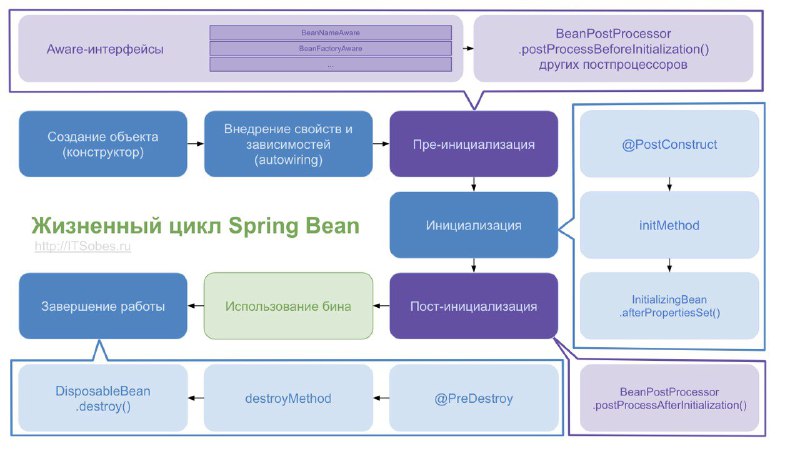 Aware-интерфейсы
BeanNameAware
BeanFactoryAware
...
BeanPostProcessor
.postProcessBeforeInitialization()
других постпроцессоров
Создание объекта
(конструктор)
Внедрение свойств и
зависимостей
(autowiring)
Пре-инициализация
@PostConstruct
Жизненный цикл Spring Bean
http://ITSobes.ru
Инициализация
initMethod
Завершение работы
Использование бина
Пост-инициализация
InitializingBean
.afterPropertiesSet()
DisposableBean
.destroy()
destroyMethod
@PreDestroy
BeanPostProcessor
.postProcessAfterInitialization()